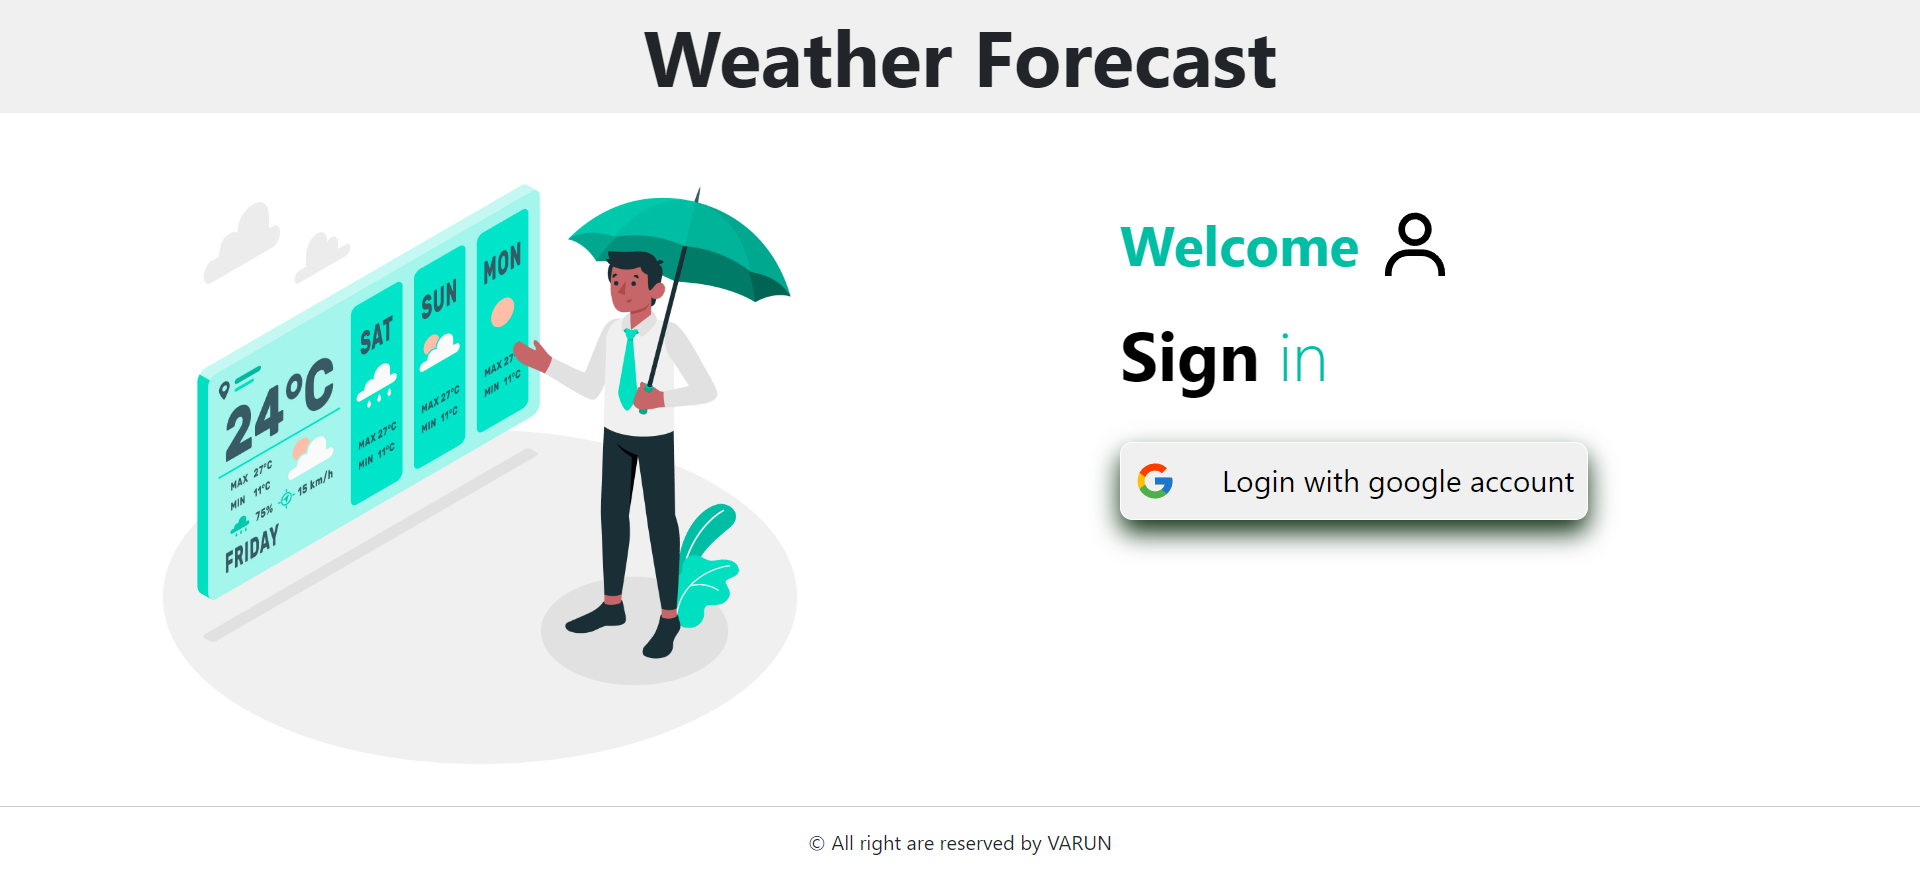 Weather Forecast
MON
SUN
SAT
24°C
MAX 27°C
MIN 11°C
MAX 27°C
MIN 11°C
MAX 27°C
MIN 11°C
MAX 27
MIN 11°C
15 km/h
75%
FRIDAY
Welcome
Sign in
Login with google account
© All right are reserved by VARUN